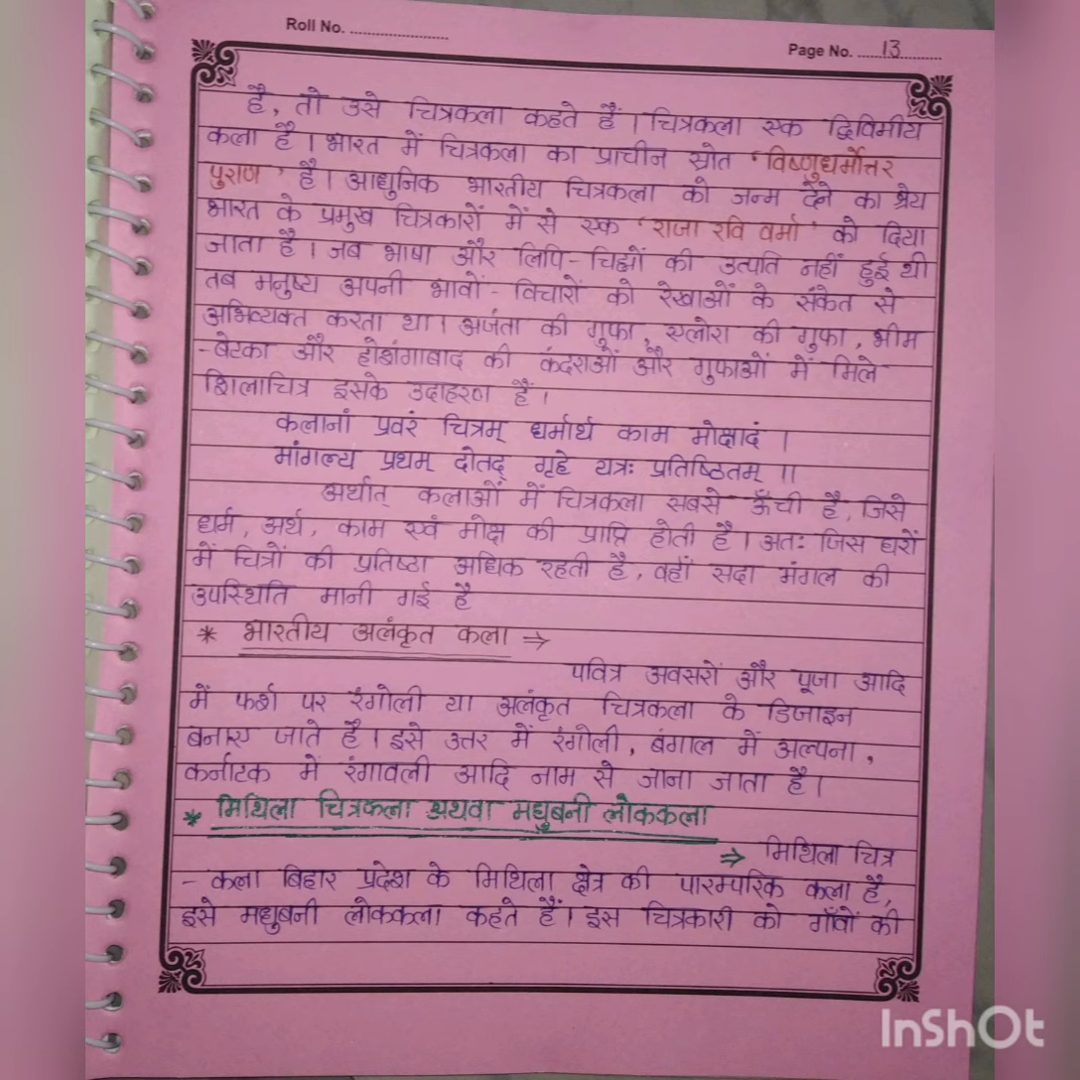 Roll No. ........................
Page No. ......13..........
है, तो उसे चित्रकला कहते हैं । चित्रकला एक द्विविमीय
कला है । भारत में चित्रकला का प्राचीन स्रोत ' विष्णुधर्मोत्तर
पुराण ' है। आधुनिक भारतीय चित्रकला को जन्म देने का श्रेय
भारत के प्रमुख चित्रकारों में से एक ' राजा रवि वर्मा ' को दिया
जाता है । जब भाषा और लिपि - चिह्नों की उत्पति नहीं हुई थी
तब मनुष्य अपनी भावों - विचारों को रेखाओं के संकेत से
अभिव्यक्त करता था। अजंता की गूफा , एलोरा की गुफा , भीम
- बेटका और होशंगाबाद की कंदराओं और गुफाओं में मिले
शिलाचित्र इसके उदाहरण हैं ।
कलानां प्रवरं चित्रम् धर्मार्थ काम मोक्षादं ।
मांगल्य प्रथम् दोतद् गृहे यत्रः प्रतिष्ठितम् ।।
अर्थात् कलाओं में चित्रकला सबसे ऊँची है, जिसे
धर्म, अर्थ, काम एवं मोक्ष की प्राप्ति होती है । अतः जिस घरों
में चित्रों की प्रतिष्ठा अधिक रहती है, वहाँ सदा मंगल की
उपस्थिति मानी गई है
* भारतीय अलंकृत कला ⇒
पवित्र अवसरों और पूजा आदि
में फर्श पर रंगोली या अलंकृत चित्रकला के डिजाइन
बनाए जाते है । इसे उत्तर में रंगोली , बंगाल में अल्पना ,
कर्नाटक में रंगावली आदि नाम से जाना जाता है।
* मिथिला चित्रकला अथवा मधुबनी लोककला
⇒ मिथिला चित्र
- कला बिहार प्रदेश के मिथिला क्षेत्र की पारम्पारिक कला है,
इसे मधुबनी लोककला कहते हैं। इस चित्रकारी को गाँवों की
InShOt